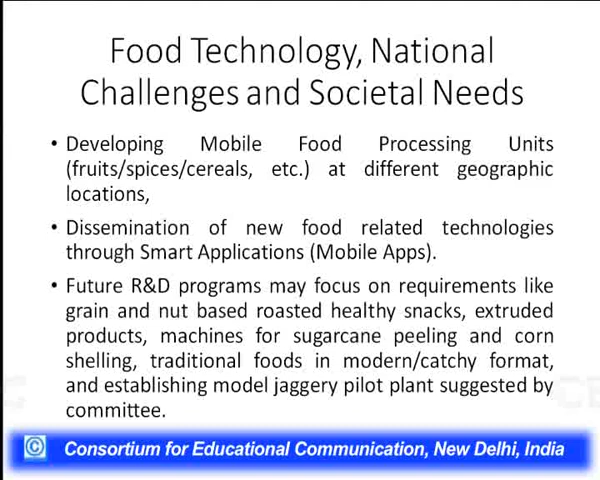 Food Technology, National
Challenges and Societal Needs
• Developing Mobile Food Processing Units
(fruits/spices/cereals, etc.) at different geographic
locations,
• Dissemination of new food related technologies
through Smart Applications (Mobile Apps).
• Future R&D programs may focus on requirements like
grain and nut based roasted healthy snacks, extruded
products, machines for sugarcane peeling and corn
shelling, traditional foods in modern/catchy format,
and establishing model jaggery pilot plant suggested by
committee.
© Consortium for Educational Communication, New Delhi, India